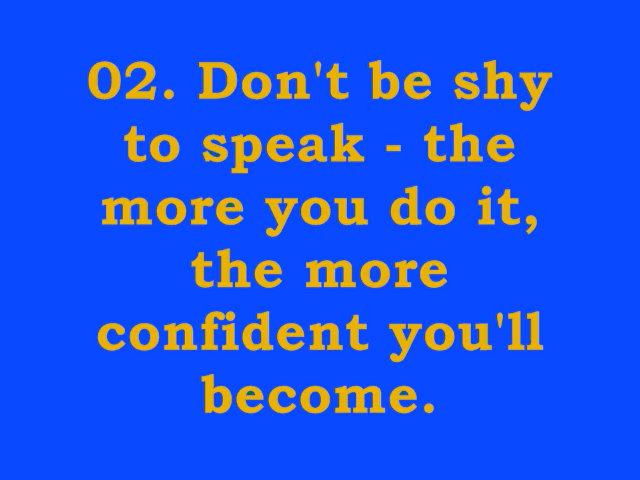 02. Don't be shy
to speak - the
more you do it,
the more
confident you'll
become.